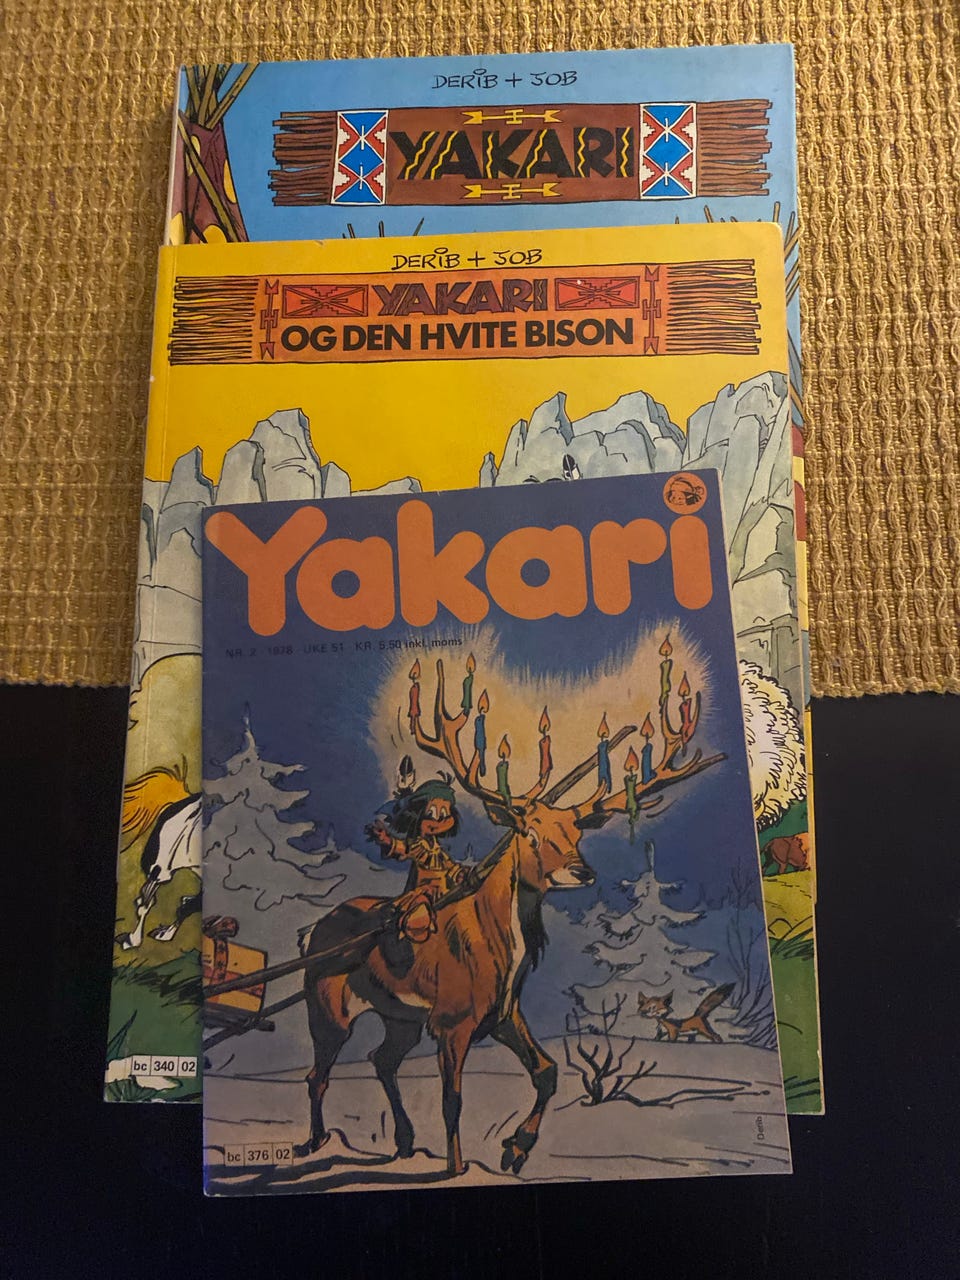 DERIB + JOB
YAKARI
DERIB + JOB
YAKARI
OG DEN HVITE BISON
Yakari
NR. 2 · 1978 · UKE 51 · KR. 5,50 inkl. moms
Derib
bc 340 02
bc 376 02